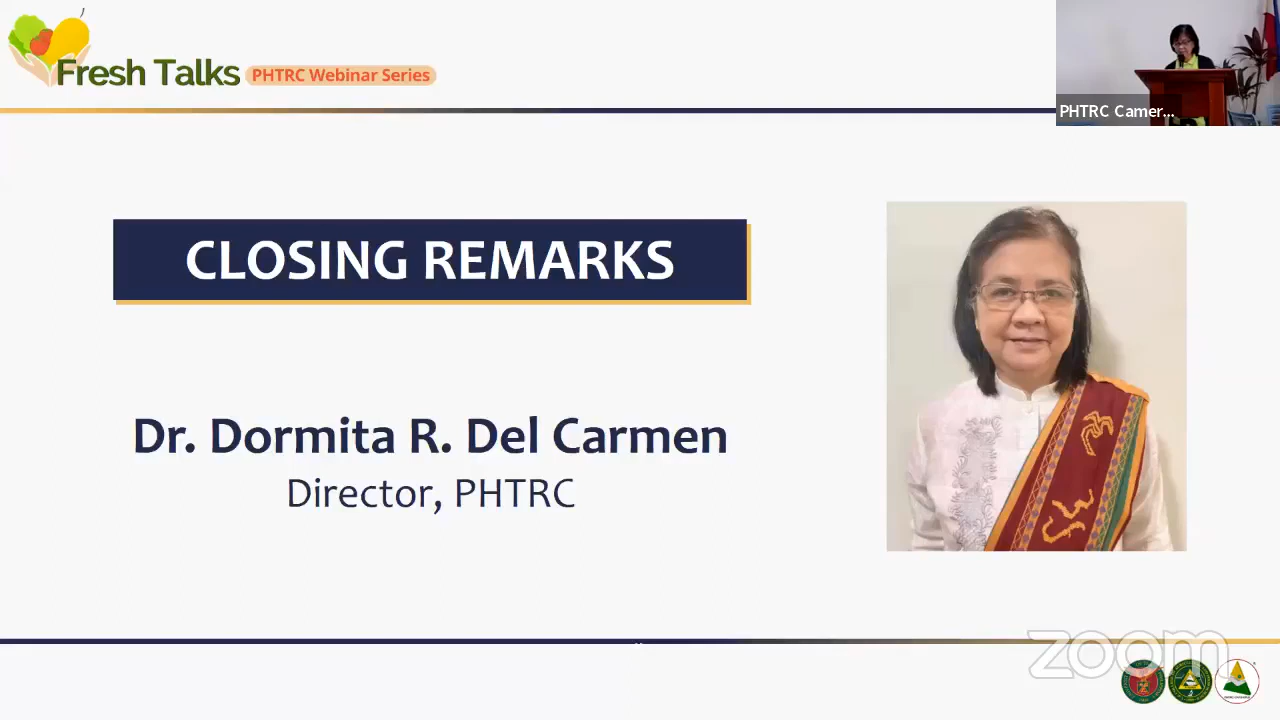 Fresh Talks PHTRC Webinar Series
PHTRC Camer...
CLOSING REMARKS
Dr. Dormita R. Del Carmen
Director, PHTRC
zoom